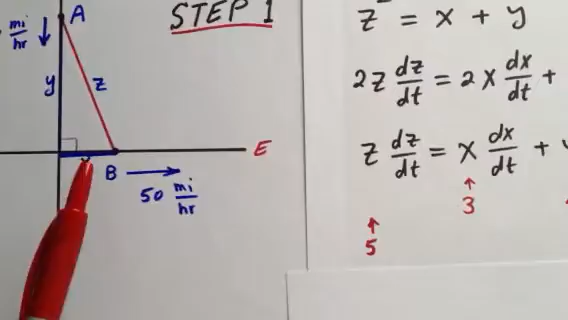 STEP 1
mi/hr ↓ A
y
z
E
B → 50 mi/hr
z² = x + y
2z dz/dt = 2x dx/dt +
z dz/dt = x dx/dt +
↑ 3
↑ 5